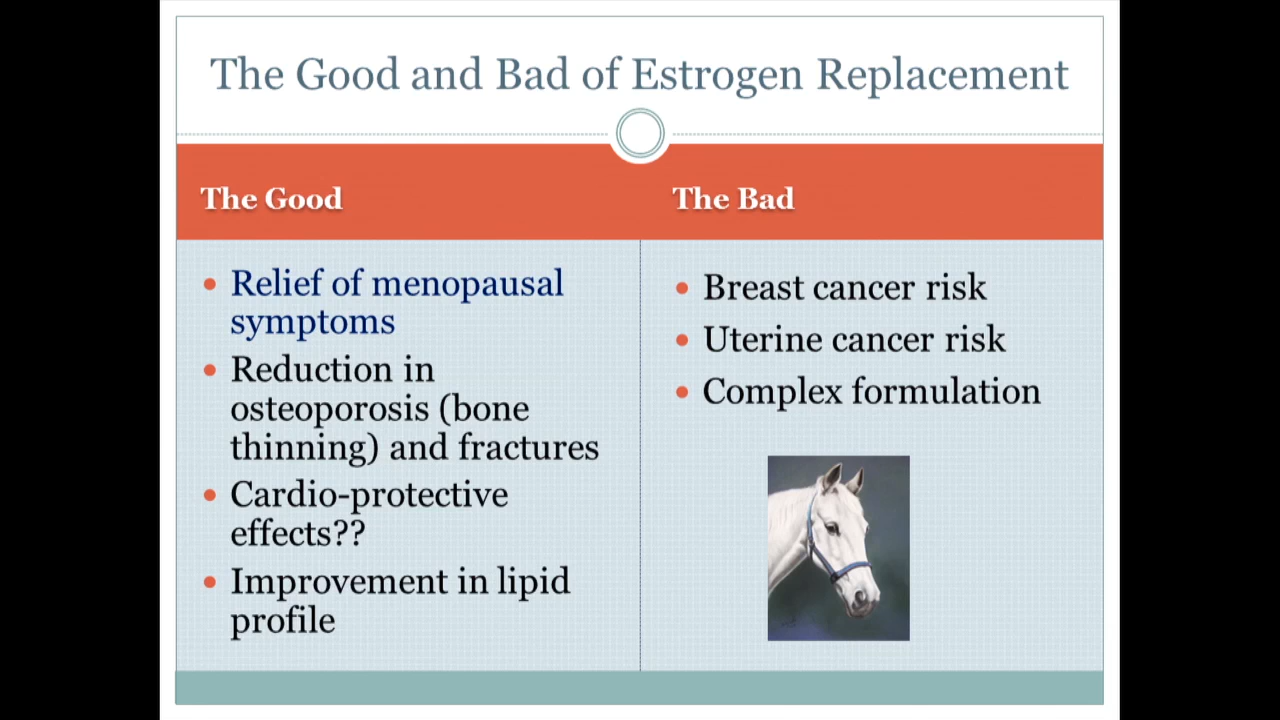 The Good and Bad of Estrogen Replacement
The Good
Relief of menopausal
symptoms
Reduction in
osteoporosis (bone
thinning) and fractures
Cardio-protective
effects??
Improvement in lipid
profile
The Bad
Breast cancer risk
Uterine cancer risk
Complex formulation